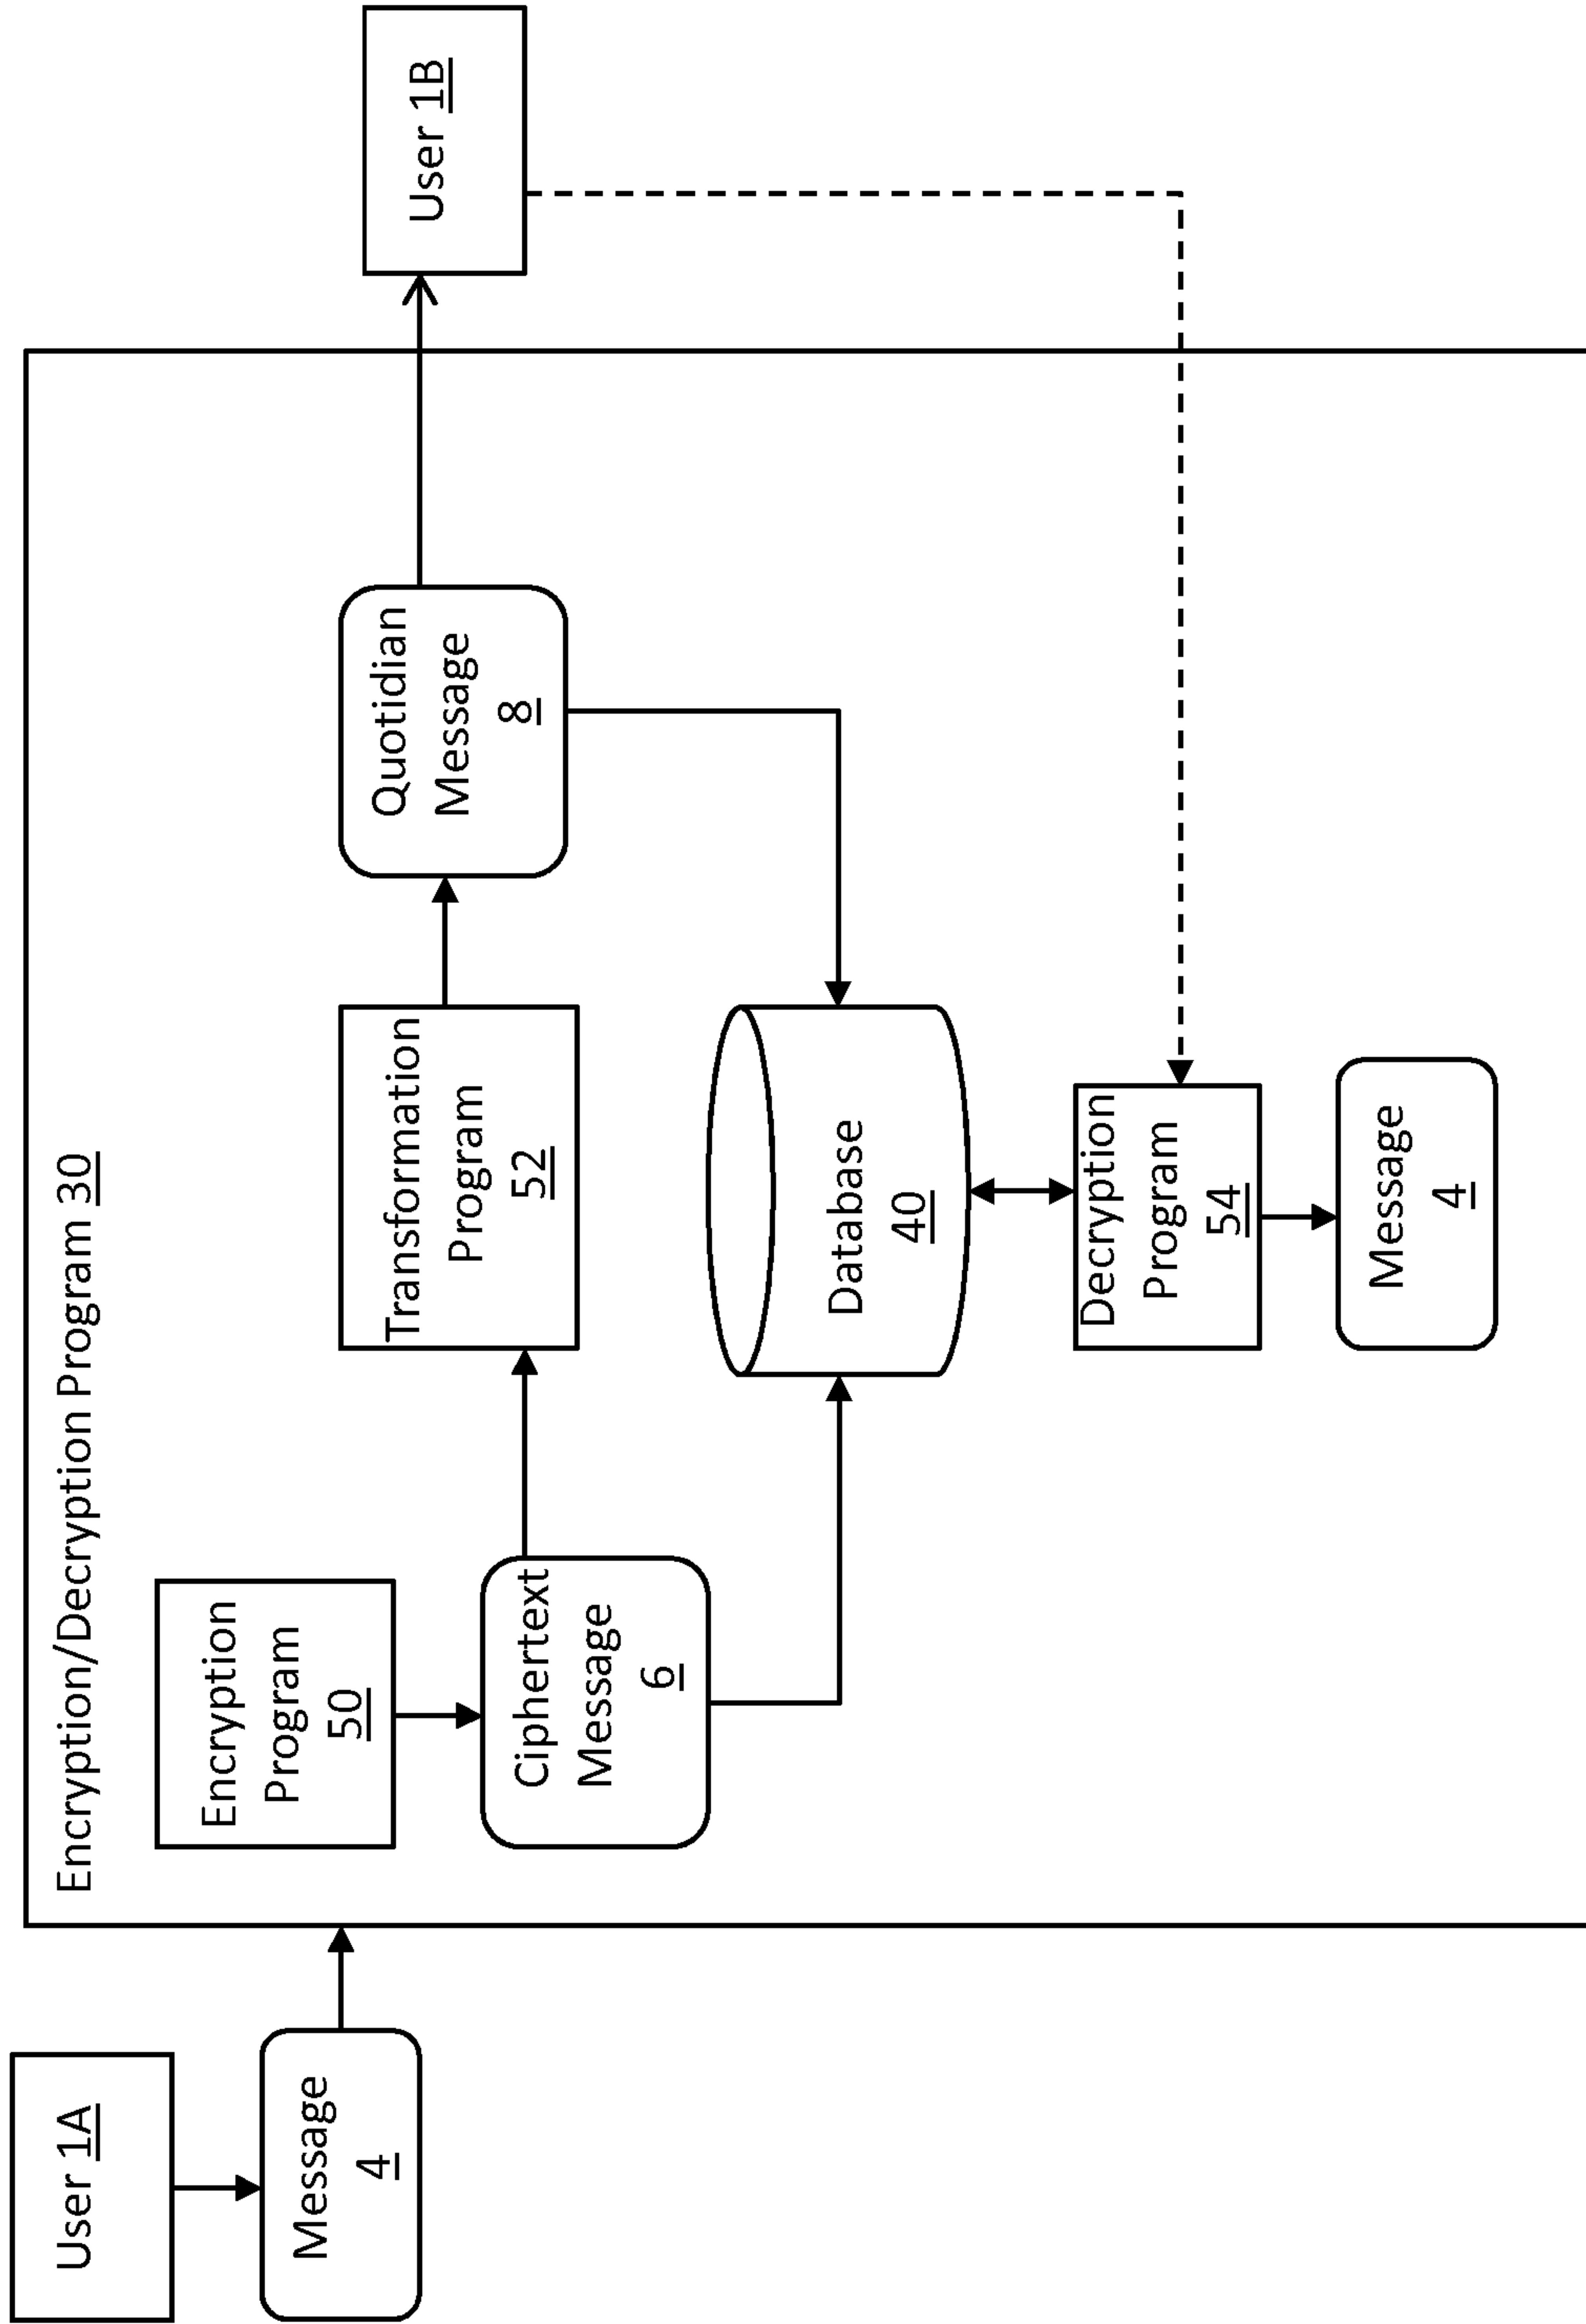 User 1A
Message
4
Encryption/Decryption Program 30
Encryption
Program
50
Ciphertext
Message
6
Transformation
Program
52
Quotidian
Message
8
User 1B
Database
40
Decryption
Program
54
Message
4